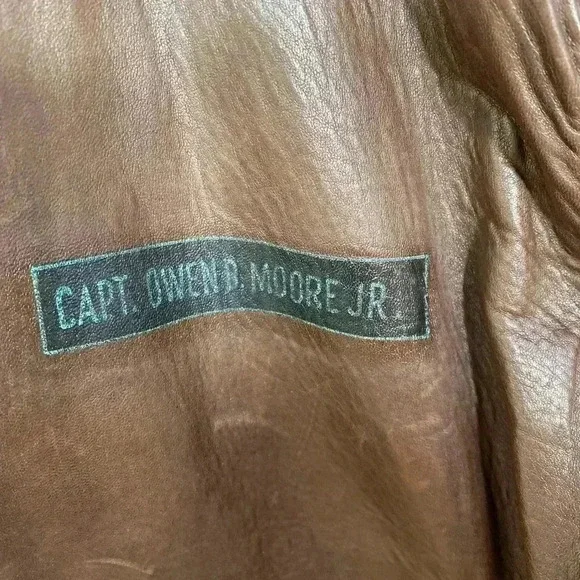 CAPT. OWEN D. MOORE JR.